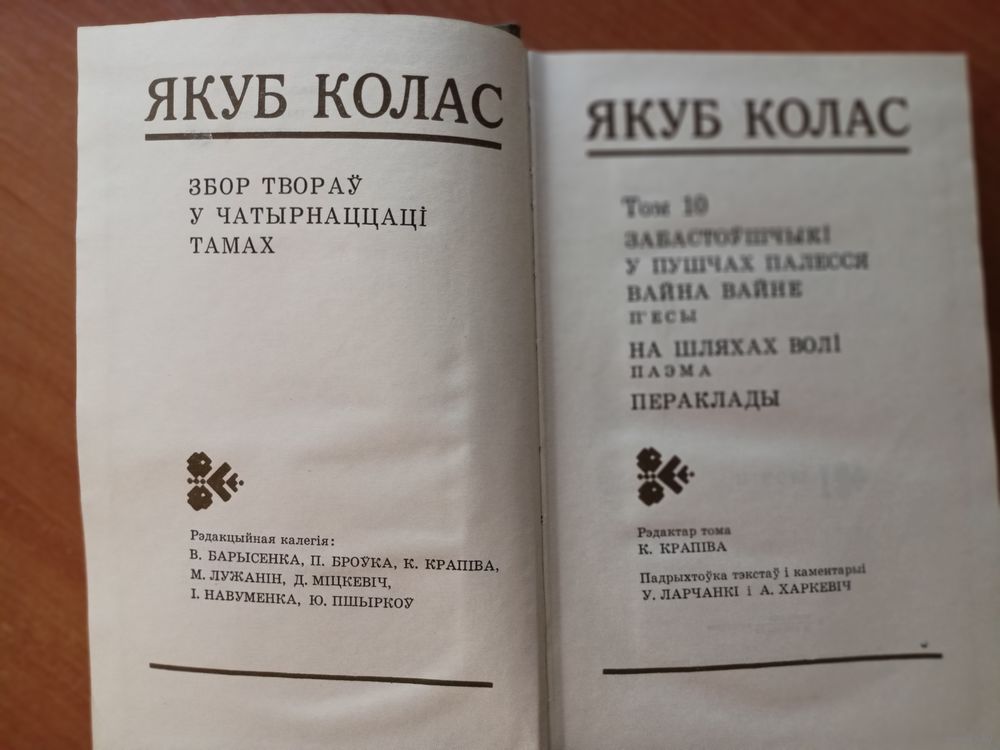 ЯКУБ КОЛАС
ЗБОР ТВОРАЎ
У ЧАТЫРНАЦЦАЦІ
ТАМАХ
Рэдакцыйная калегія:
В. БАРЫСЕНКА, П. БРОЎКА, К. КРАПІВА,
М. ЛУЖАНІН, Д. МІЦКЕВІЧ,
І. НАВУМЕНКА, Ю. ПШЫРКОЎ
ЯКУБ КОЛАС
Том 10
ЗАБАСТОЎШЧЫКІ
У ПУШЧАХ ПАЛЕССЯ
ВАЙНА ВАЙНЕ
П'ЕСЫ
НА ШЛЯХАХ ВОЛІ
ПАЭМА
ПЕРАКЛАДЫ
Рэдактар тома
К. КРАПІВА
Падрыхтоўка тэкстаў і каментарыі
У. ЛАРЧАНКІ і А. ХАРКЕВІЧ